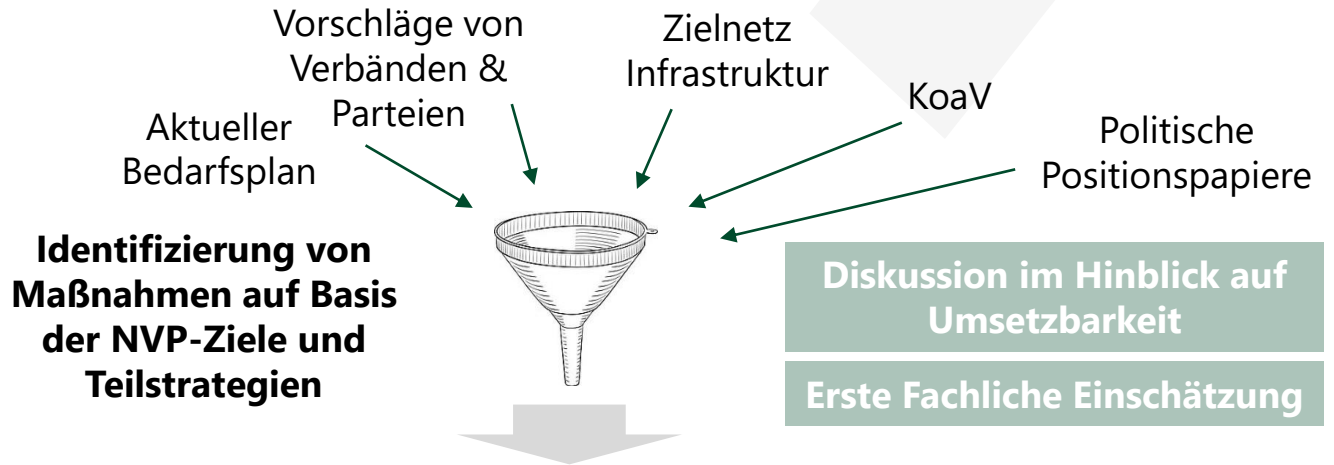 Vorschläge von
Verbänden &
Parteien
Zielnetz
Infrastruktur
KoaV
Aktueller
Bedarfsplan
Politische
Positionspapiere
Identifizierung von
Maßnahmen auf Basis
der NVP-Ziele und
Teilstrategien
Diskussion im Hinblick auf
Umsetzbarkeit
Erste Fachliche Einschätzung